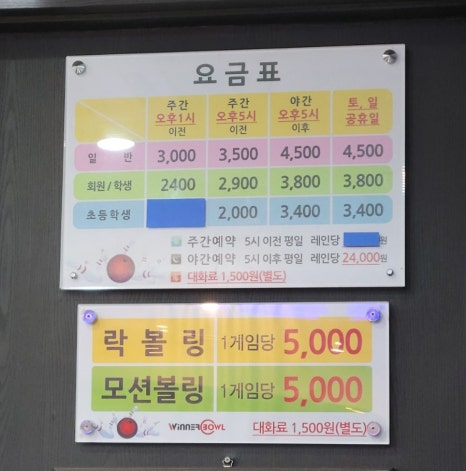 요금표
주간 오후1시 이전 주간 오후5시 이전 야간 오후5시 이후 토, 일 공휴일
일 반 3,000 3,500 4,500 4,500
회원/학생 2400 2,900 3,800 3,800
초등학생 2,000 3,400 3,400
주간예약 5시 이전 평일 레인당 원
야간예약 5시 이후 평일 레인당 24,000원
대화료 1,500원(별도)
락 볼 링 1게임당 5,000
모션볼링 1게임당 5,000
WINNER BOWL 대화료 1,500원(별도)